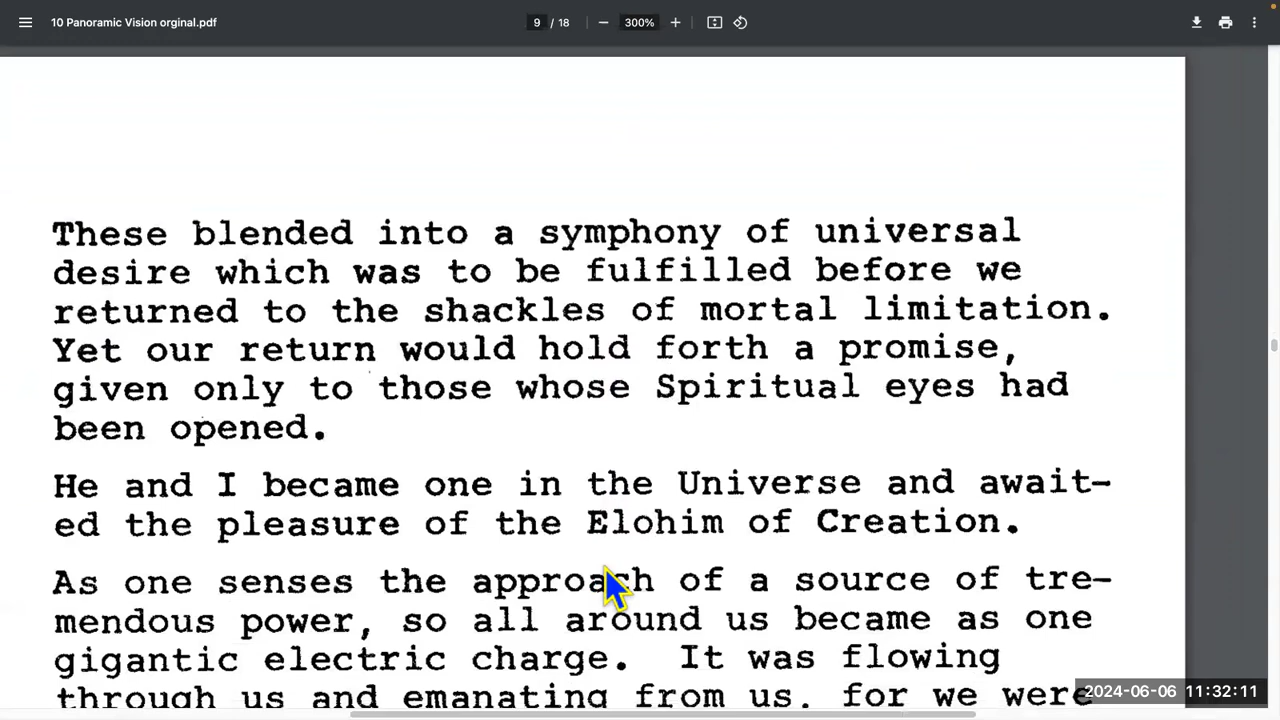 10 Panoramic Vision orginal.pdf
9 / 18
300%
These blended into a symphony of universal
desire which was to be fulfilled before we
returned to the shackles of mortal limitation.
Yet our return would hold forth a promise,
given only to those whose Spiritual eyes had
been opened.
He and I became one in the Universe and await-
ed the pleasure of the Elohim of Creation.
As one senses the approach of a source of tre-
mendous power, so all around us became as one
gigantic electric charge. It was flowing
through us and emanating from us. for we were
2024-06-06 11:32:11